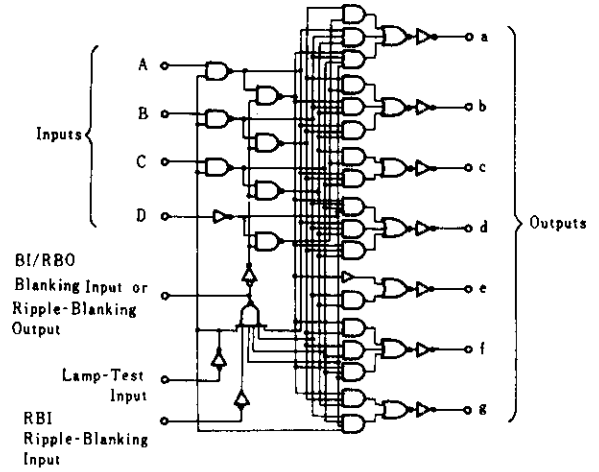 A
B
Inputs
C
D
BI/RBO
Blanking Input or
Ripple-Blanking
Output
Lamp-Test
Input
RBI
Ripple-Blanking
Input
a
b
c
d
Outputs
e
f
g